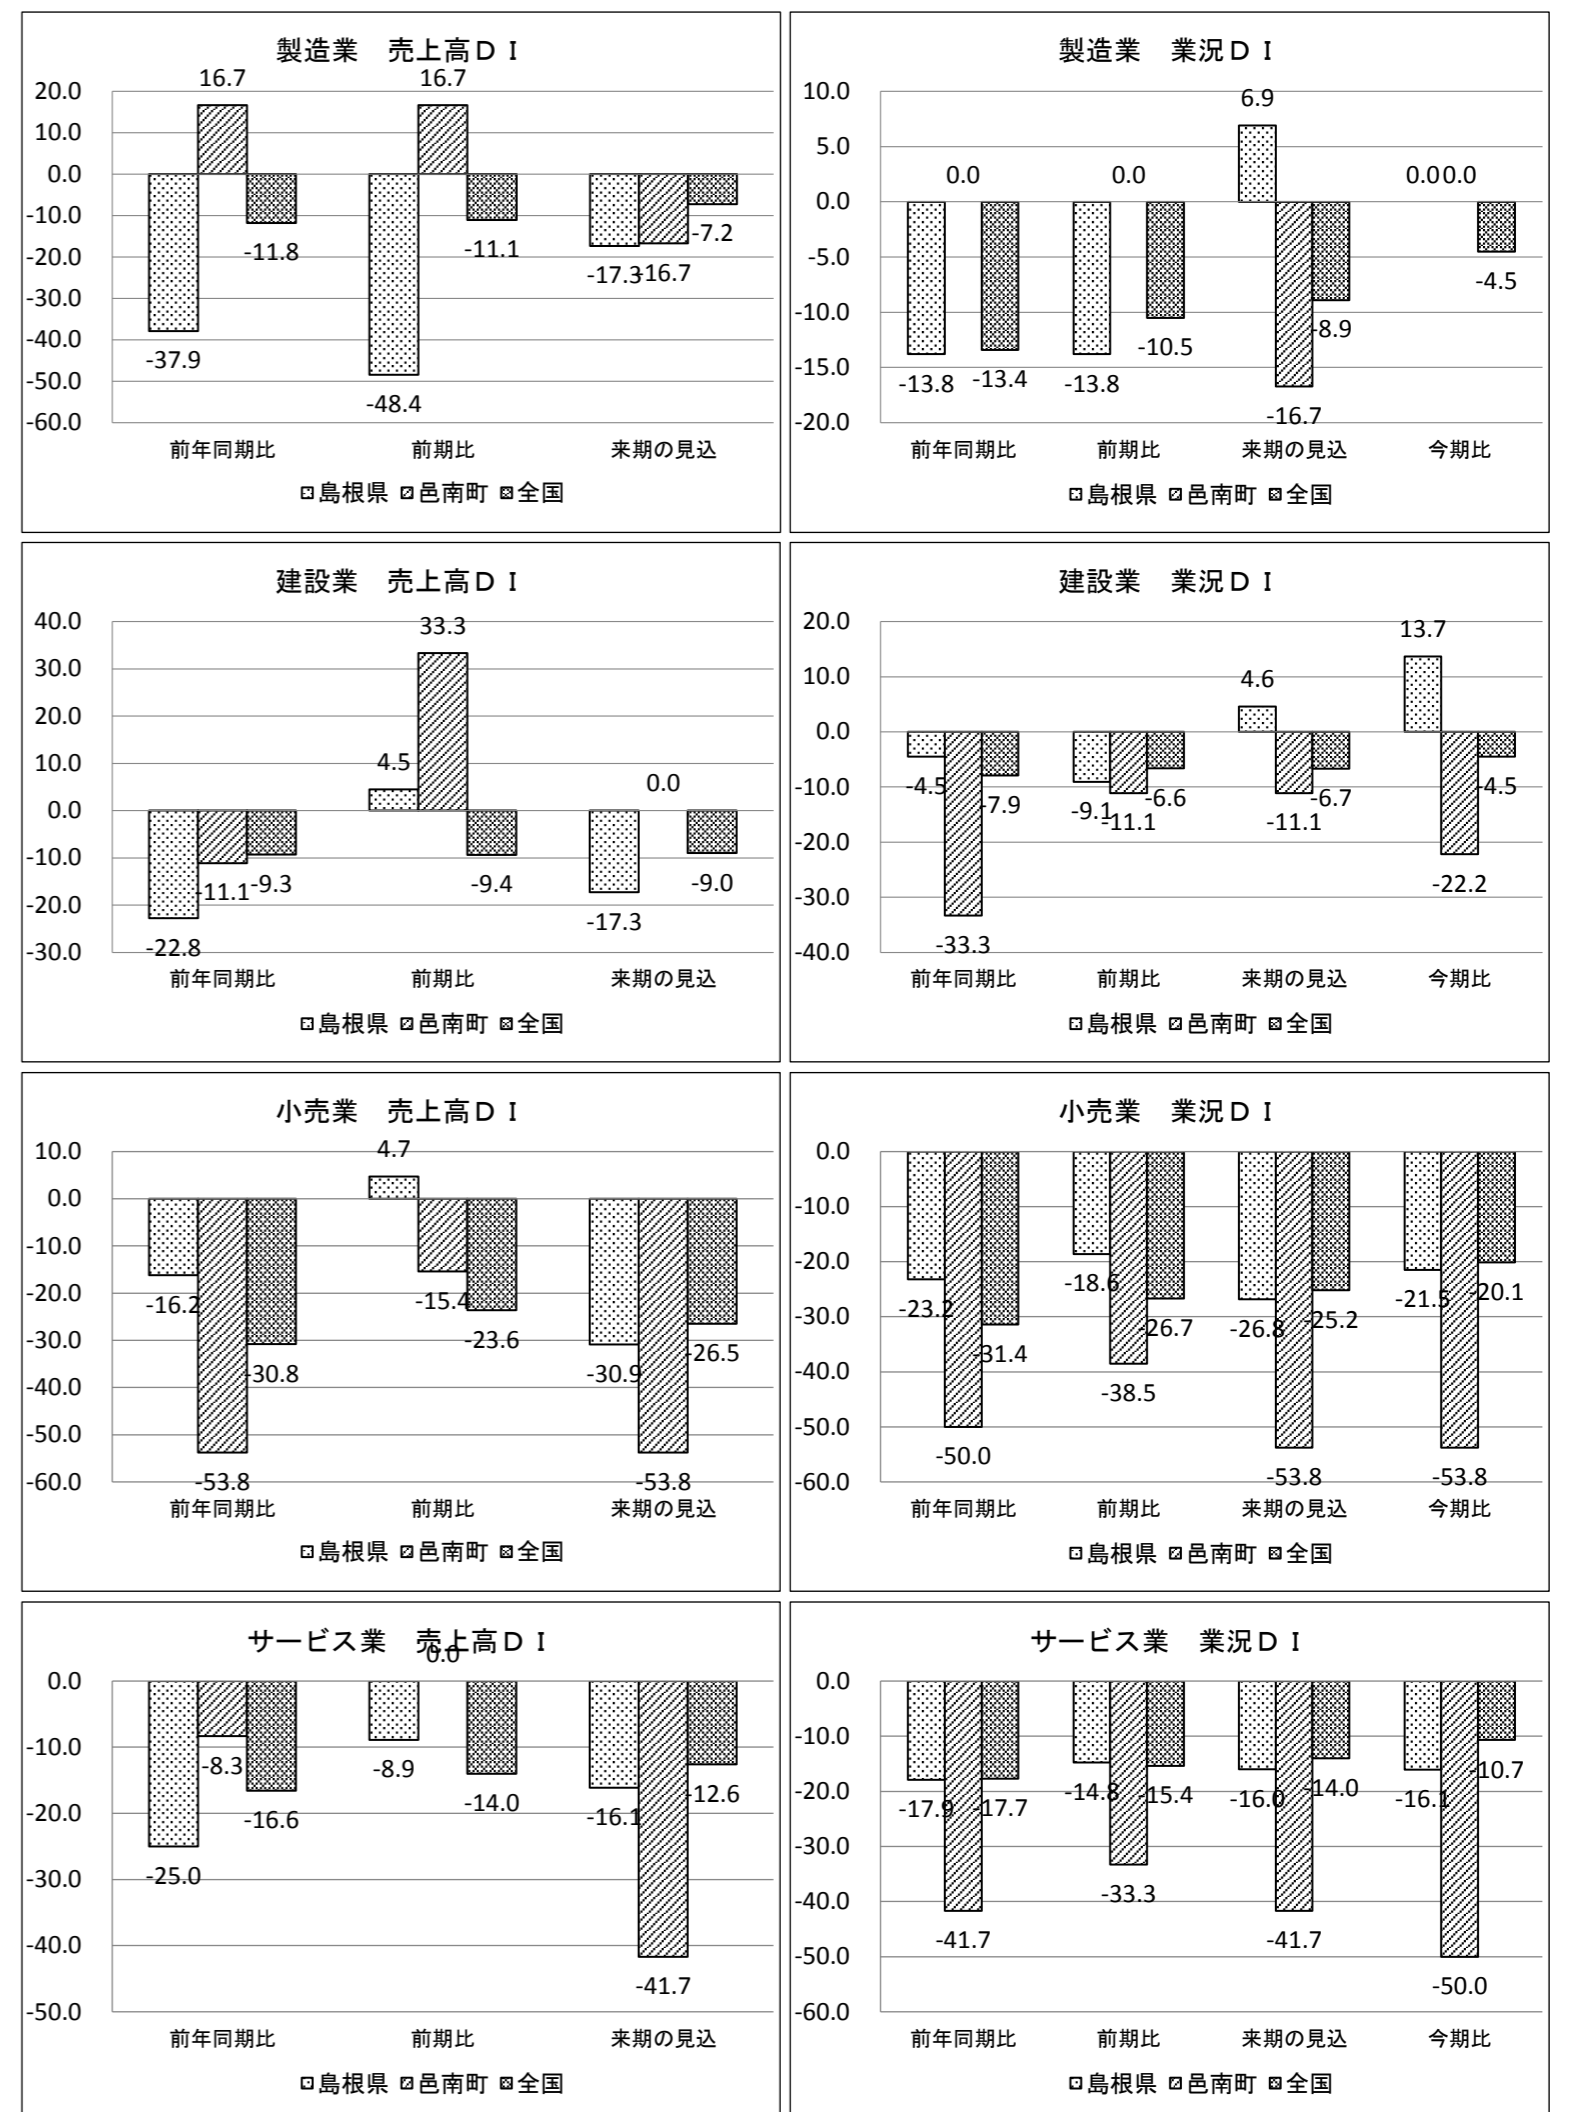 製造業　売上高ＤＩ
16.7 16.7
20.0
10.0
0.0
-10.0
-20.0
-30.0
-40.0
-50.0
-60.0
-37.9 -11.8 -48.4 -11.1 -17.3 -16.7 -7.2
前年同期比 前期比 来期の見込
島根県 邑南町 全国
製造業　業況ＤＩ
10.0
5.0
0.0
-5.0
-10.0
-15.0
-20.0
-13.8 0.0 -13.4 -13.8 0.0 -10.5 6.9 -16.7 -8.9 0.0 0.0 -4.5
前年同期比 前期比 来期の見込 今期比
島根県 邑南町 全国
建設業　売上高ＤＩ
40.0
30.0
20.0
10.0
0.0
-10.0
-20.0
-30.0
-22.8 -11.1 -9.3 4.5 33.3 -9.4 -17.3 0.0 -9.0
前年同期比 前期比 来期の見込
島根県 邑南町 全国
建設業　業況ＤＩ
20.0
10.0
0.0
-10.0
-20.0
-30.0
-40.0
-4.5 -33.3 -7.9 -9.1 -11.1 -6.6 4.6 -11.1 -6.7 13.7 -22.2 -4.5
前年同期比 前期比 来期の見込 今期比
島根県 邑南町 全国
小売業　売上高ＤＩ
10.0
0.0
-10.0
-20.0
-30.0
-40.0
-50.0
-60.0
-16.2 -53.8 -30.8 4.7 -15.4 -23.6 -30.9 -53.8 -26.5
前年同期比 前期比 来期の見込
島根県 邑南町 全国
小売業　業況ＤＩ
0.0
-10.0
-20.0
-30.0
-40.0
-50.0
-60.0
-23.2 -50.0 -31.4 -18.6 -38.5 -26.7 -26.8 -53.8 -25.2 -21.5 -53.8 -20.1
前年同期比 前期比 来期の見込 今期比
島根県 邑南町 全国
サービス業　売上高ＤＩ
0.0
-10.0
-20.0
-30.0
-40.0
-50.0
-25.0 -8.3 -16.6 -8.9 0.0 -14.0 -16.1 -41.7 -12.6
前年同期比 前期比 来期の見込
島根県 邑南町 全国
サービス業　業況ＤＩ
0.0
-10.0
-20.0
-30.0
-40.0
-50.0
-60.0
-17.9 -41.7 -17.7 -14.8 -33.3 -15.4 -16.0 -41.7 -14.0 -16.1 -50.0 -10.7
前年同期比 前期比 来期の見込 今期比
島根県 邑南町 全国